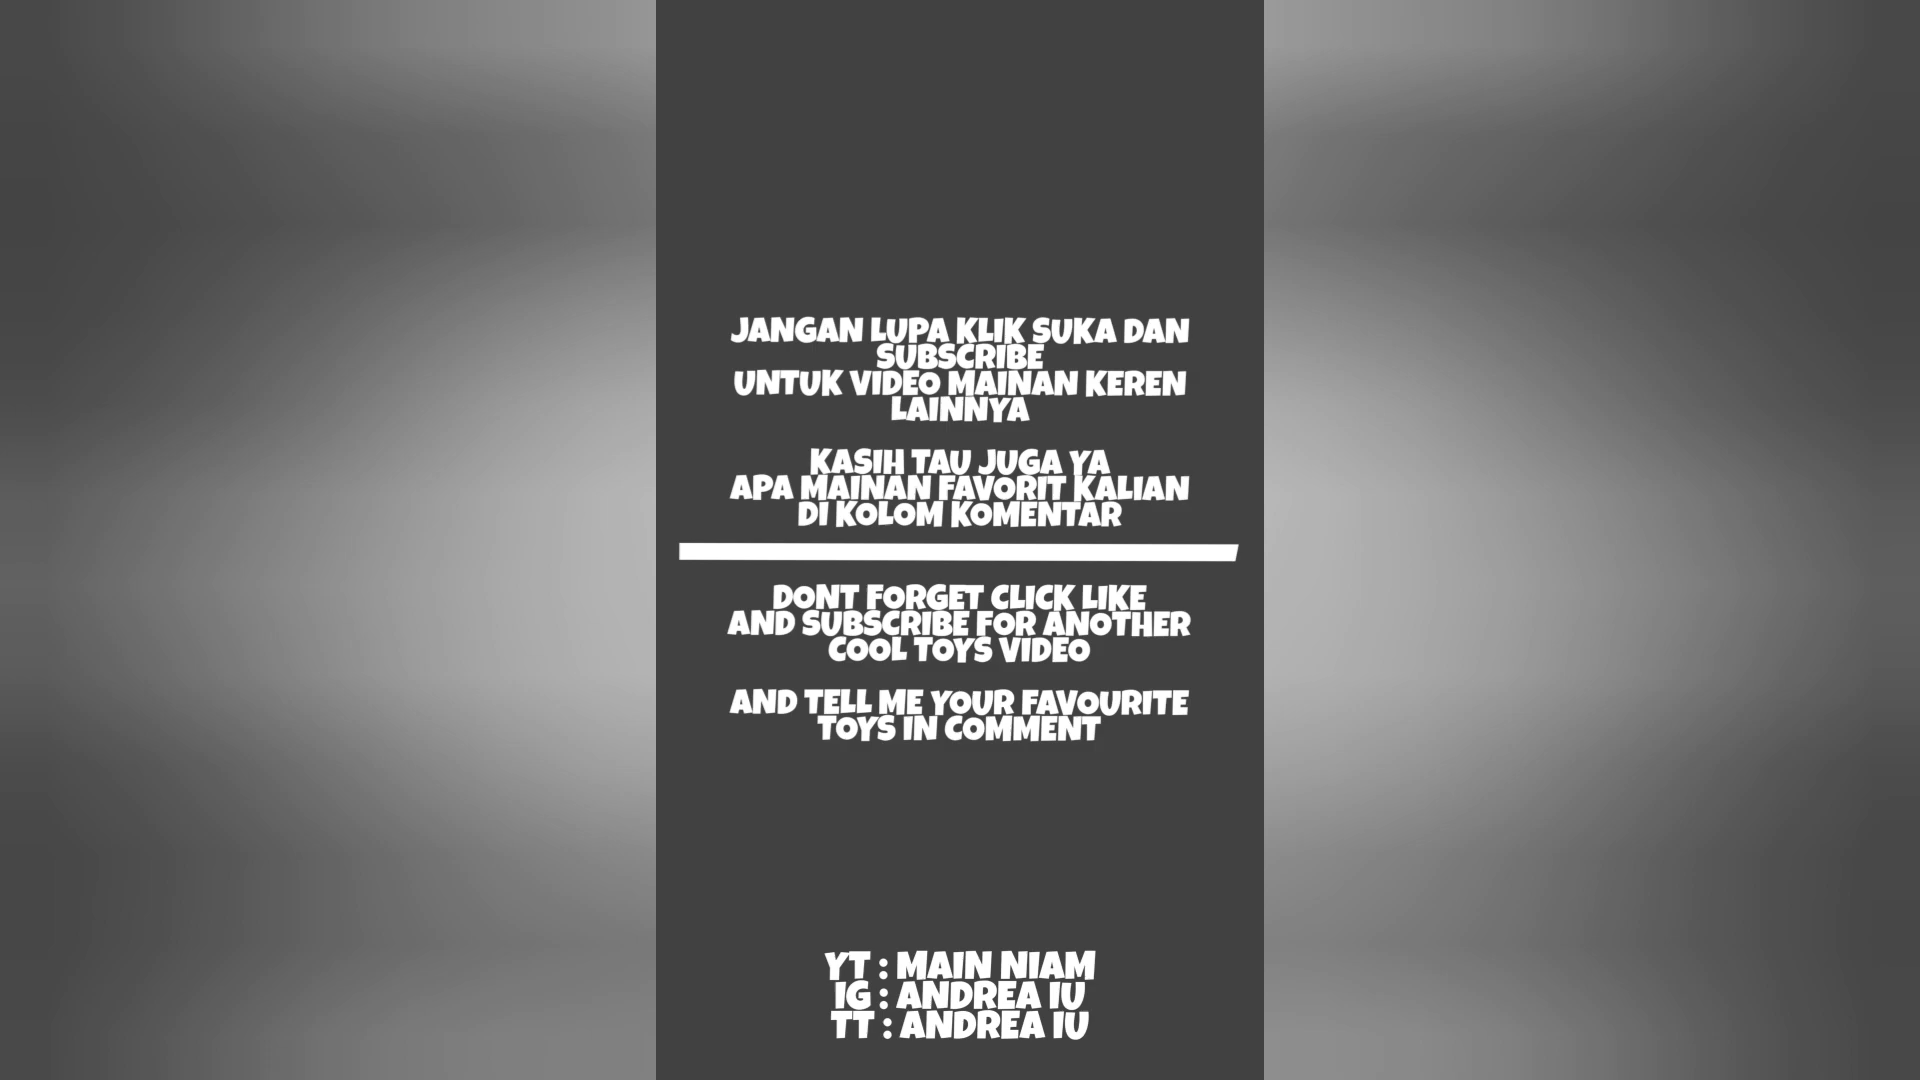 JANGAN LUPA KLIK SUKA DAN
SUBSCRIBE
UNTUK VIDEO MAINAN KEREN
LAINNYA
KASIH TAU JUGA YA
APA MAINAN FAVORIT KALIAN
DI KOLOM KOMENTAR
DONT FORGET CLICK LIKE
AND SUBSCRIBE FOR ANOTHER
COOL TOYS VIDEO
AND TELL ME YOUR FAVOURITE
TOYS IN COMMENT
YT : MAIN NIAM
IG : ANDREA IU
TT : ANDREA IU